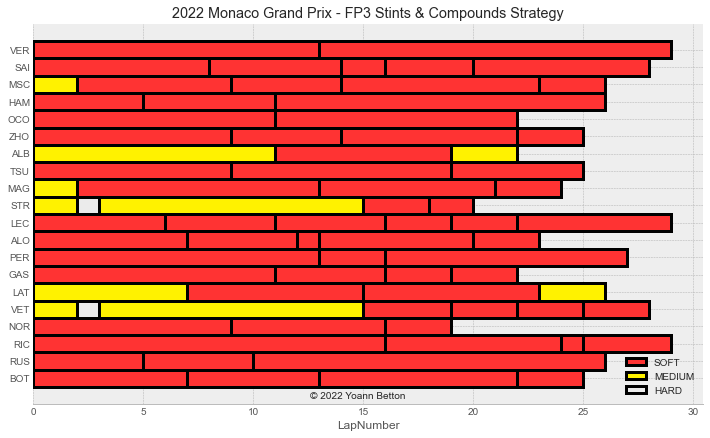 2022 Monaco Grand Prix - FP3 Stints & Compounds Strategy
VER
SAI
MSC
HAM
OCO
ZHO
ALB
TSU
MAG
STR
LEC
ALO
PER
GAS
LAT
VET
NOR
RIC
RUS
BOT
SOFT
MEDIUM
HARD
© 2022 Yoann Betton
0 5 10 15 20 25 30
LapNumber